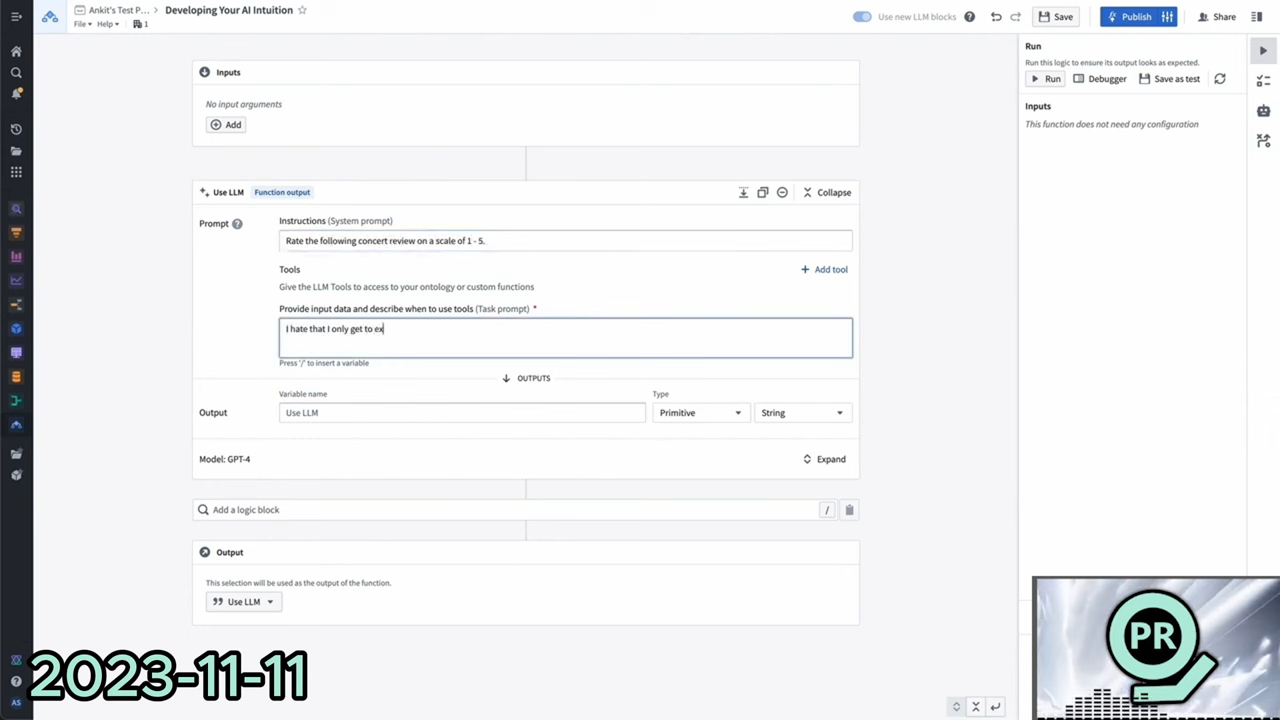 Ankit's Test P... > Developing Your AI Intuition
File Help 1
Use new LLM blocks
Save
Publish
Share
Inputs
No input arguments
Add
Use LLM Function output
Collapse
Prompt
Instructions (System prompt)
Rate the following concert review on a scale of 1 - 5.
Tools
+ Add tool
Give the LLM Tools to access to your ontology or custom functions
Provide input data and describe when to use tools (Task prompt) *
I hate that I only get to ex
Press '/' to insert a variable
OUTPUTS
Variable name
Type
Output
Use LLM
Primitive
String
Model: GPT-4
Expand
Add a logic block
/
Output
This selection will be used as the output of the function.
Use LLM
Run
Run this logic to ensure its output looks as expected.
Run
Debugger
Save as test
Inputs
This function does not need any configuration
AS
2023-11-11
PR